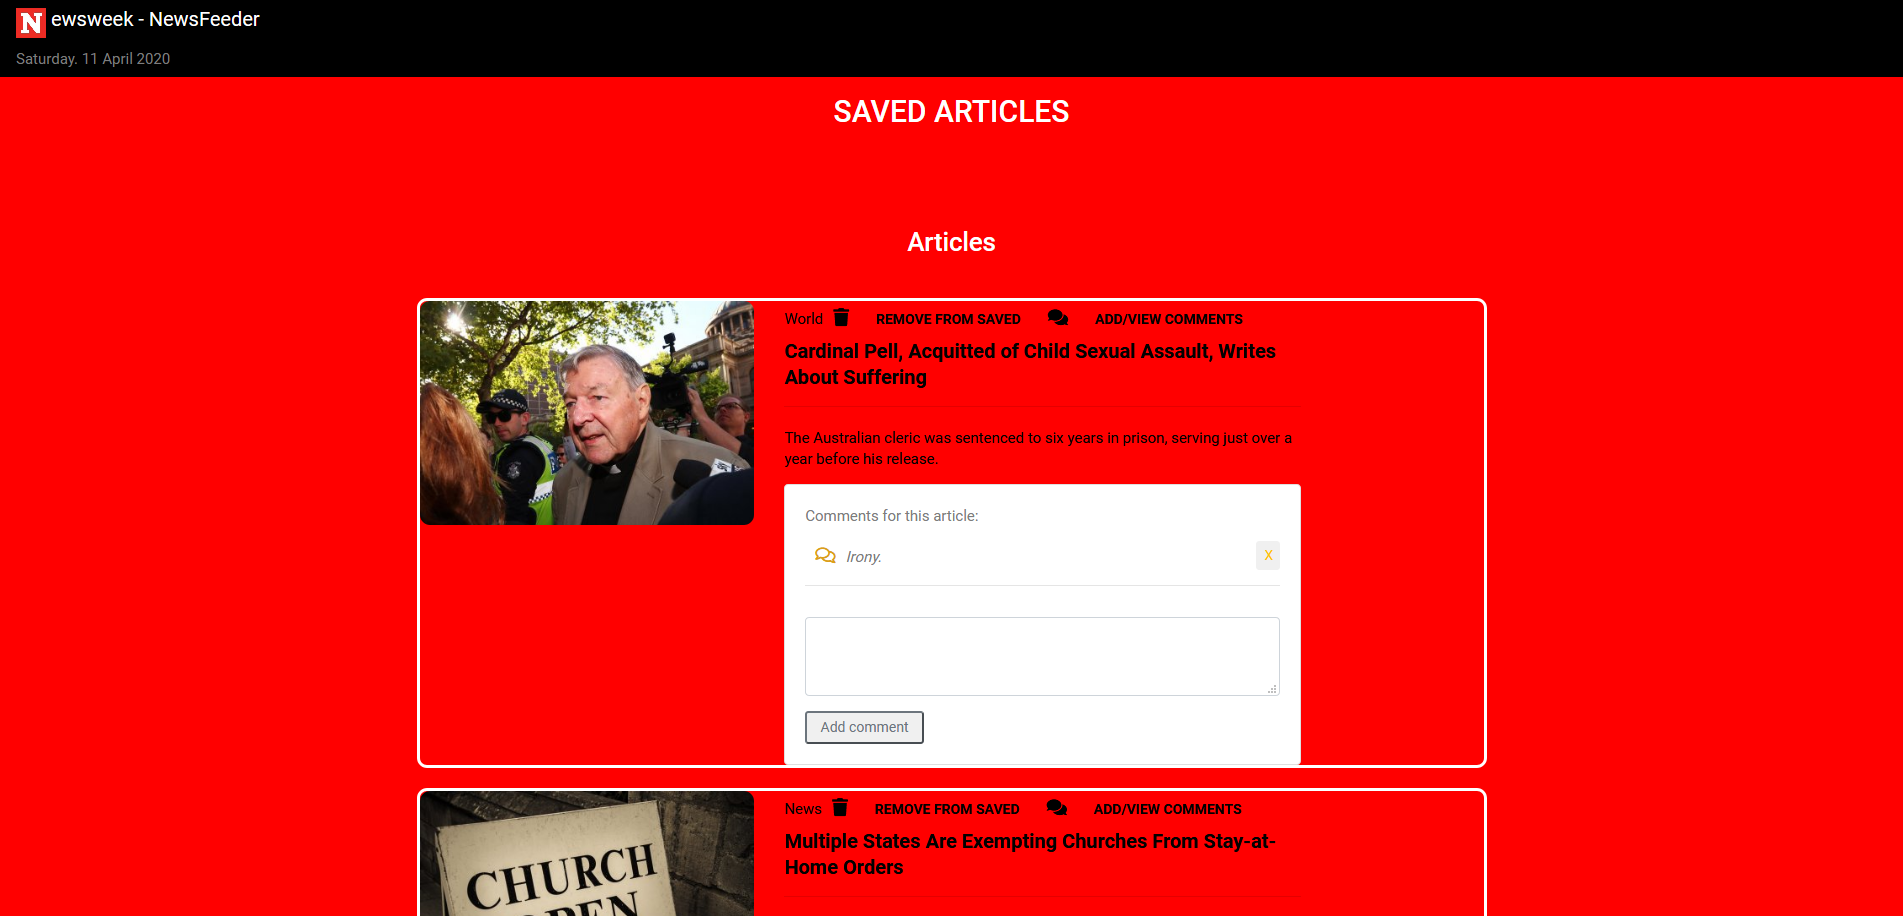 Newsweek - NewsFeeder
Saturday. 11 April 2020
SAVED ARTICLES
Articles
World REMOVE FROM SAVED ADD/VIEW COMMENTS
Cardinal Pell, Acquitted of Child Sexual Assault, Writes
About Suffering
The Australian cleric was sentenced to six years in prison, serving just over a
year before his release.
Comments for this article:
Irony. X
Add comment
News REMOVE FROM SAVED ADD/VIEW COMMENTS
Multiple States Are Exempting Churches From Stay-at-
Home Orders
CHURCH
OPEN